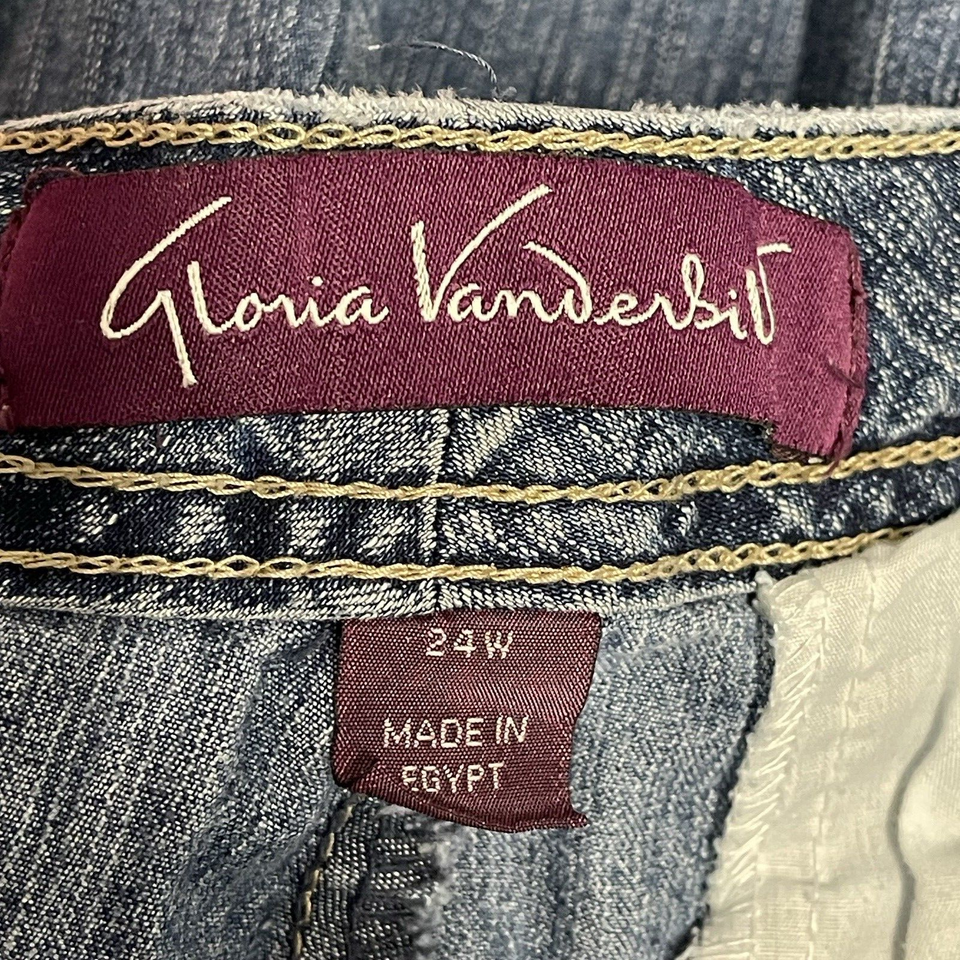 Gloria Vanderbilt
24W
MADE IN
EGYPT